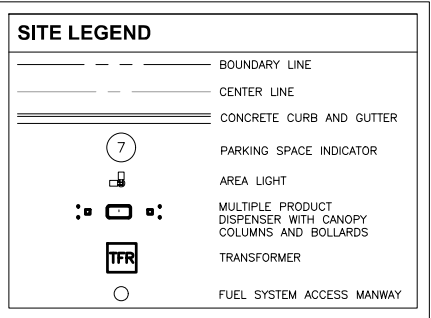 SITE LEGEND
BOUNDARY LINE
CENTER LINE
CONCRETE CURB AND GUTTER
7
PARKING SPACE INDICATOR
AREA LIGHT
MULTIPLE PRODUCT
DISPENSER WITH CANOPY
COLUMNS AND BOLLARDS
TFR
TRANSFORMER
FUEL SYSTEM ACCESS MANWAY